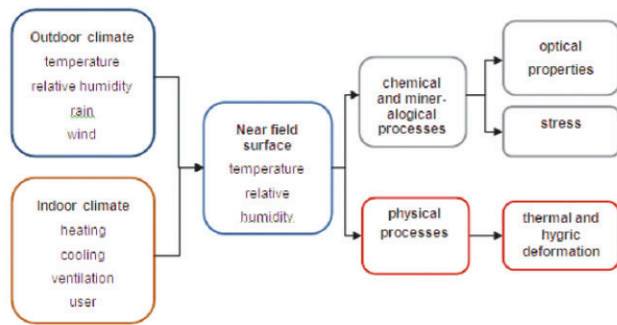 Outdoor climate
temperature
relative humidity
rain
wind
Indoor climate
heating
cooling
ventilation
user
Near field
surface
temperature
relative
humidity
chemical
and miner-
alogical processes
physical
processes
optical
properties
stress
thermal and
hygric
deformation